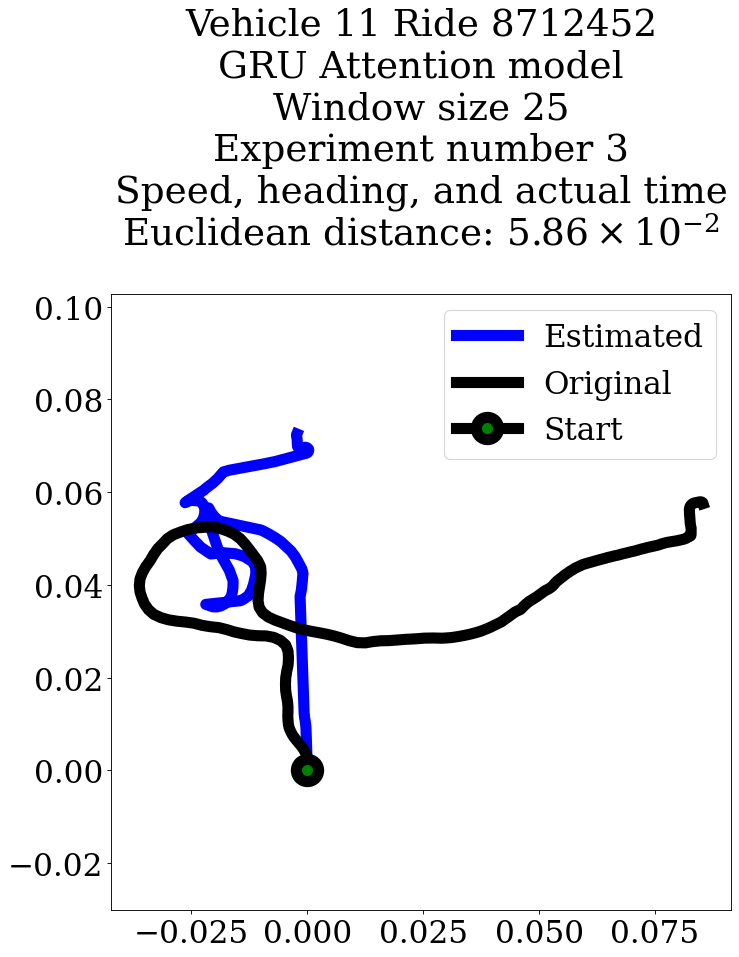 Vehicle 11 Ride 8712452
GRU Attention model
Window size 25
Experiment number 3
Speed, heading, and actual time
Euclidean distance: 5.86 × 10⁻²
0.10
Estimated
Original
Start
0.08
0.06
0.04
0.02
0.00
−0.02
−0.025 0.000 0.025 0.050 0.075